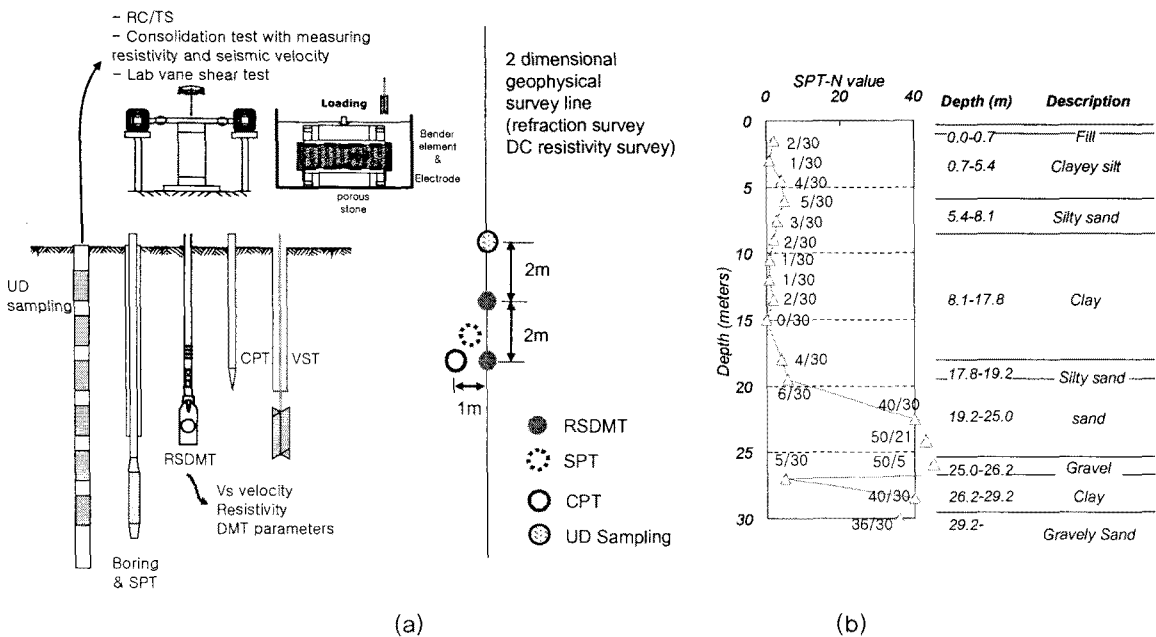 - RC/TS
- Consolidation test with measuring
resistivity and seismic velocity
- Lab vane shear test
Loading
Bender
element
&
Electrode
porous
stone
2 dimensional
geophysical
survey line
(refraction survey
DC resistivity survey)
UD
sampling
CPT
VST
RSDMT
Vs velocity
Resistivity
DMT parameters
Boring
& SPT
2m
2m
1m
RSDMT
SPT
CPT
UD Sampling
(a)
SPT-N value
0 20 40
Depth (meters)
0
5
10
15
20
25
30
2/30
1/30
4/30
5/30
3/30
2/30
1/30
1/30
2/30
0/30
4/30
6/30
40/30
50/21
50/5
5/30
40/30
36/30
Depth (m) Description
0.0-0.7 Fill
0.7-5.4 Clayey silt
5.4-8.1 Silty sand
8.1-17.8 Clay
17.8-19.2 Silty sand
19.2-25.0 sand
25.0-26.2 Gravel
26.2-29.2 Clay
29.2- Gravely Sand
(b)